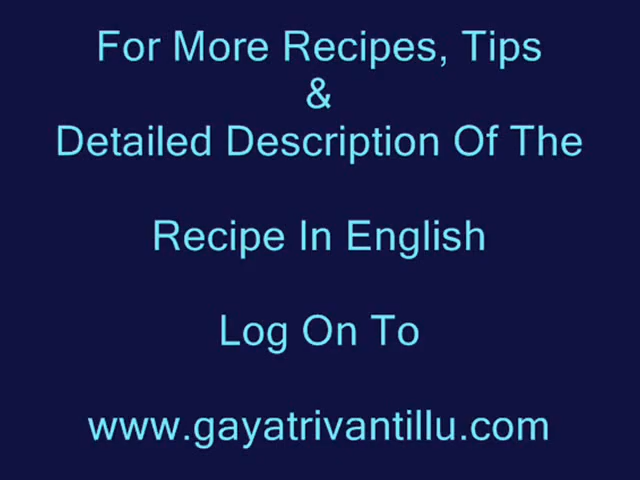 For More Recipes, Tips
&
Detailed Description Of The
Recipe In English
Log On To
www.gayatrivantillu.com